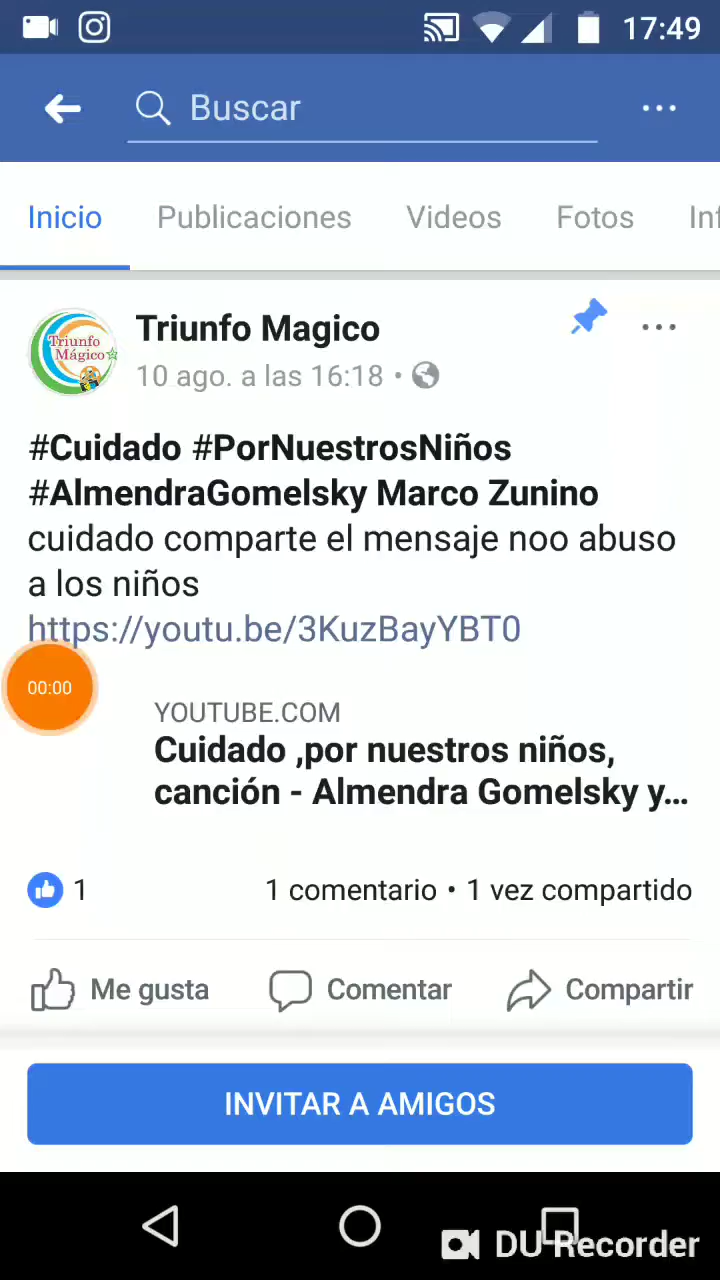 17:49
Buscar
Inicio Publicaciones Videos Fotos Inf
Triunfo Magico
Triunfo
Mágico
10 ago. a las 16:18 •
#Cuidado #PorNuestrosNiños
#AlmendraGomelsky Marco Zunino
cuidado comparte el mensaje noo abuso
a los niños
https://youtu.be/3KuzBayYBT0
00:00
YOUTUBE.COM
Cuidado ,por nuestros niños,
canción - Almendra Gomelsky y...
1 1 comentario • 1 vez compartido
Me gusta Comentar Compartir
INVITAR A AMIGOS
DU Recorder